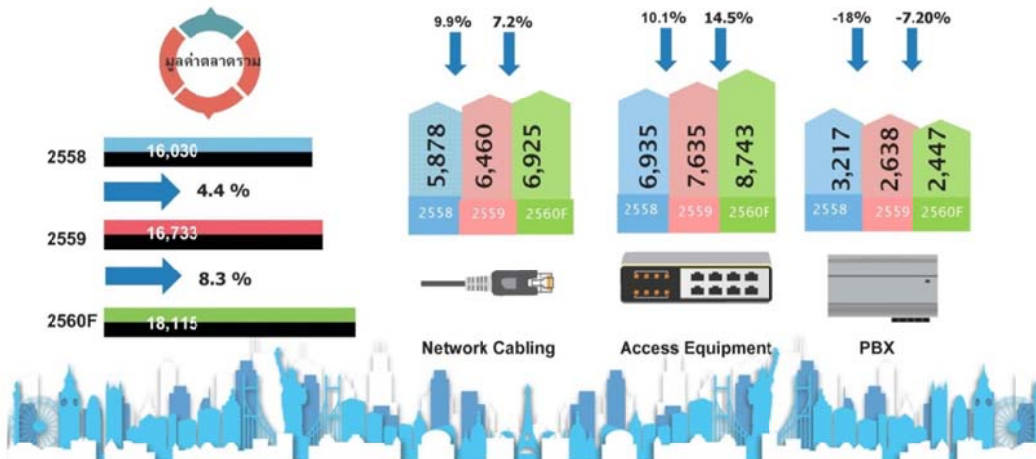 มูลค่าตลาดรวม
2558
16,030
4.4 %
2559
16,733
8.3 %
2560F
18,115
9.9% 7.2%
5,878 6,460 6,925
2558 2559 2560F
Network Cabling
10.1% 14.5%
6,935 7,635 8,743
2558 2559 2560F
Access Equipment
-18% -7.20%
3,217 2,638 2,447
2558 2559 2560F
PBX